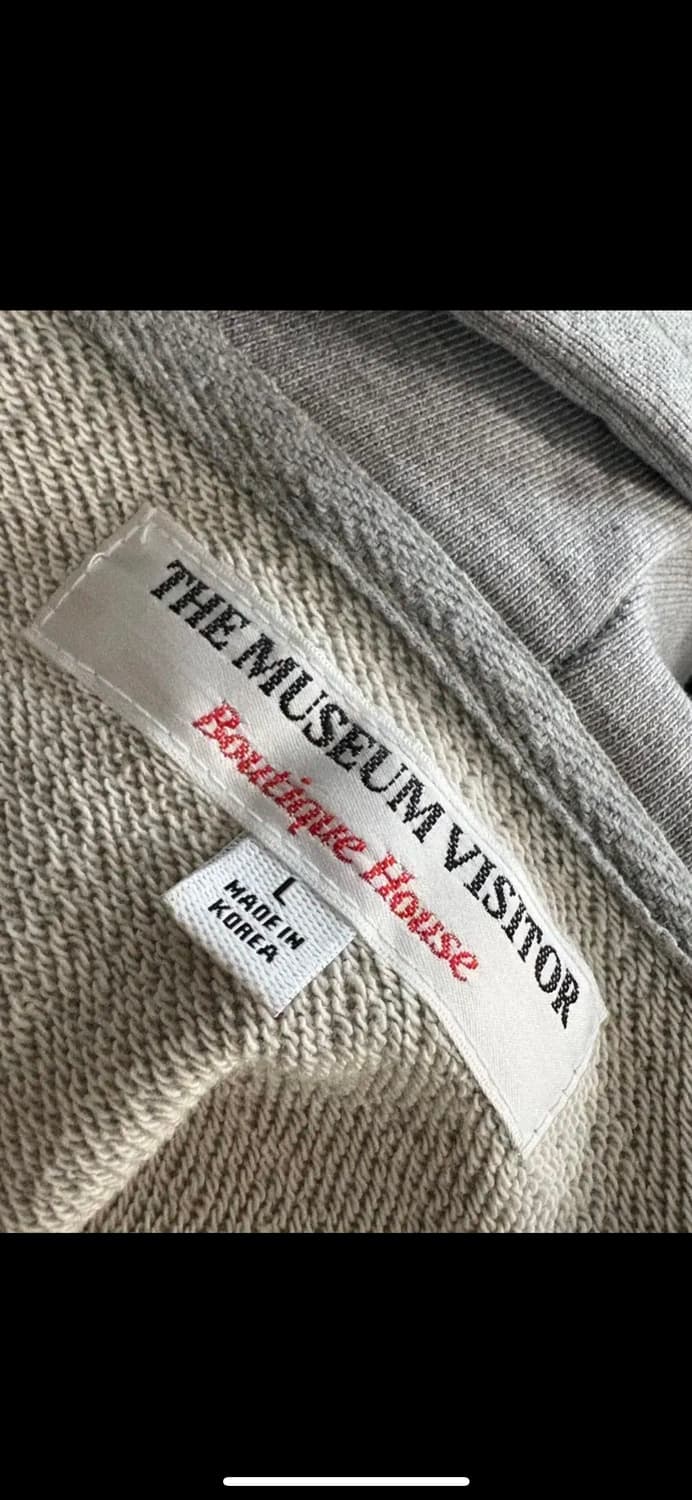 THE MUSEUM VISITOR
Boutique House
L
MADE IN
KOREA